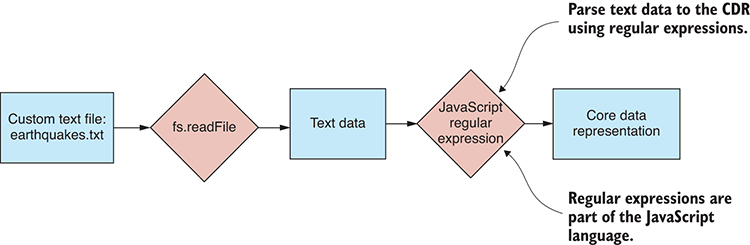 Parse text data to the CDR
using regular expressions.
Custom text file:
earthquakes.txt
fs.readFile
Text data
JavaScript
regular
expression
Core data
representation
Regular expressions are
part of the JavaScript
language.